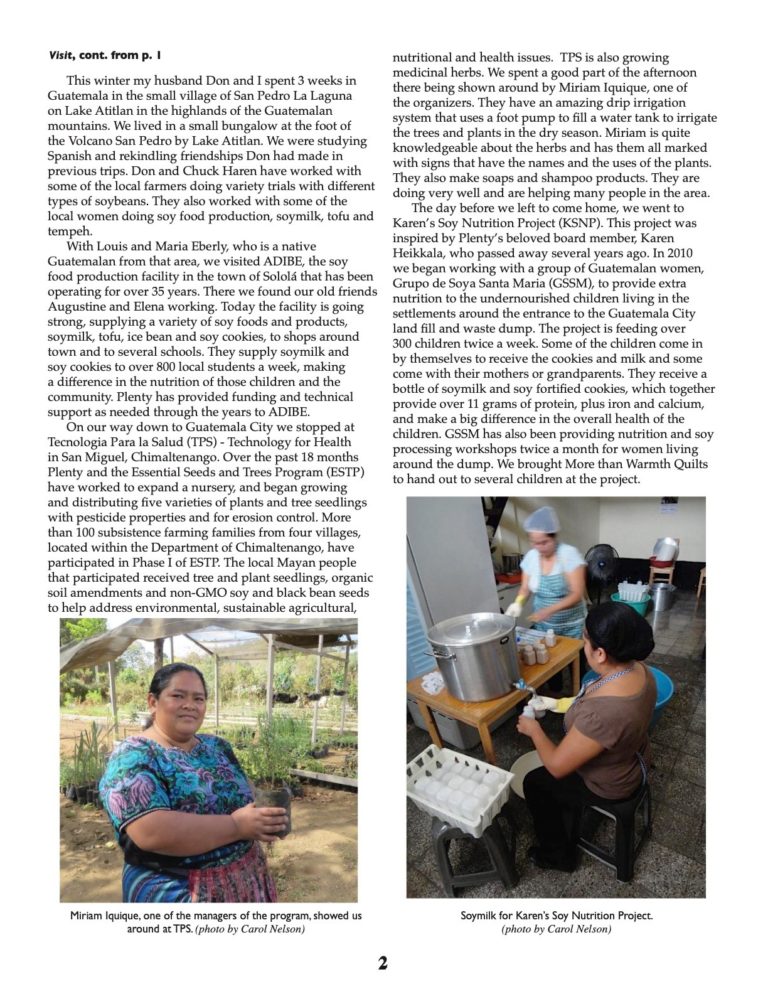 Visit, cont. from p. 1
This winter my husband Don and I spent 3 weeks in
Guatemala in the small village of San Pedro La Laguna
on Lake Atitlan in the highlands of the Guatemalan
mountains. We lived in a small bungalow at the foot of
the Volcano San Pedro by Lake Atitlan. We were studying
Spanish and rekindling friendships Don had made in
previous trips. Don and Chuck Haren have worked with
some of the local farmers doing variety trials with different
types of soybeans. They also worked with some of the
local women doing soy food production, soymilk, tofu and
tempeh.
With Louis and Maria Eberly, who is a native
Guatemalan from that area, we visited ADIBE, the soy
food production facility in the town of Sololá that has been
operating for over 35 years. There we found our old friends
Augustine and Elena working. Today the facility is going
strong, supplying a variety of soy foods and products,
soymilk, tofu, ice bean and soy cookies, to shops around
town and to several schools. They supply soymilk and
soy cookies to over 800 local students a week, making
a difference in the nutrition of those children and the
community. Plenty has provided funding and technical
support as needed through the years to ADIBE.
On our way down to Guatemala City we stopped at
Tecnologia Para la Salud (TPS) - Technology for Health
in San Miguel, Chimaltenango. Over the past 18 months
Plenty and the Essential Seeds and Trees Program (ESTP)
have worked to expand a nursery, and began growing
and distributing five varieties of plants and tree seedlings
with pesticide properties and for erosion control. More
than 100 subsistence farming families from four villages,
located within the Department of Chimaltenango, have
participated in Phase I of ESTP. The local Mayan people
that participated received tree and plant seedlings, organic
soil amendments and non-GMO soy and black bean seeds
to help address environmental, sustainable agricultural,
nutritional and health issues.  TPS is also growing
medicinal herbs. We spent a good part of the afternoon
there being shown around by Miriam Iquique, one of
the organizers. They have an amazing drip irrigation
system that uses a foot pump to fill a water tank to irrigate
the trees and plants in the dry season. Miriam is quite
knowledgeable about the herbs and has them all marked
with signs that have the names and the uses of the plants.
They also make soaps and shampoo products. They are
doing very well and are helping many people in the area.
The day before we left to come home, we went to
Karen's Soy Nutrition Project (KSNP). This project was
inspired by Plenty's beloved board member, Karen
Heikkala, who passed away several years ago. In 2010
we began working with a group of Guatemalan women,
Grupo de Soya Santa Maria (GSSM), to provide extra
nutrition to the undernourished children living in the
settlements around the entrance to the Guatemala City
land fill and waste dump. The project is feeding over
300 children twice a week. Some of the children come in
by themselves to receive the cookies and milk and some
come with their mothers or grandparents. They receive a
bottle of soymilk and soy fortified cookies, which together
provide over 11 grams of protein, plus iron and calcium,
and make a big difference in the overall health of the
children. GSSM has also been providing nutrition and soy
processing workshops twice a month for women living
around the dump. We brought More than Warmth Quilts
to hand out to several children at the project.
Miriam Iquique, one of the managers of the program, showed us
around at TPS. (photo by Carol Nelson)
Soymilk for Karen's Soy Nutrition Project.
(photo by Carol Nelson)
2